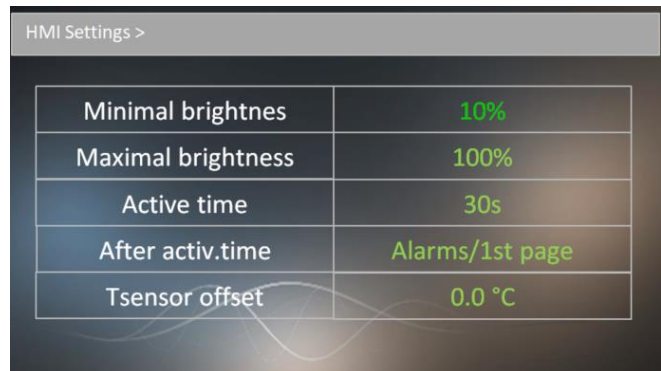 HMI Settings >
Minimal brightnes 10%
Maximal brightness 100%
Active time 30s
After activ.time Alarms/1st page
Tsensor offset 0.0 °C